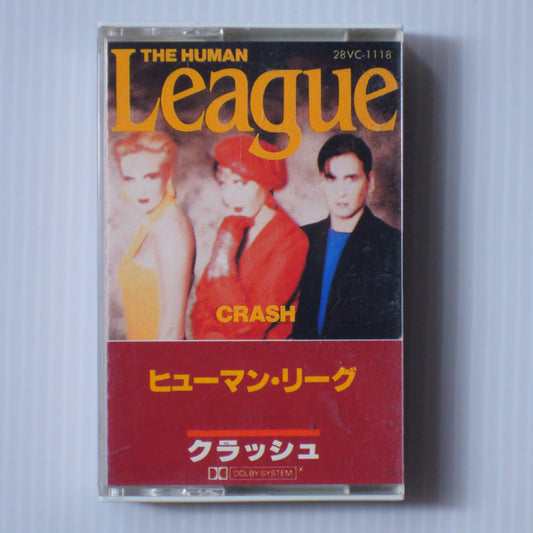 THE HUMAN
28VC-1118
League
CRASH
ヒューマン・リーグ
クラッシュ
DOLBY SYSTEM